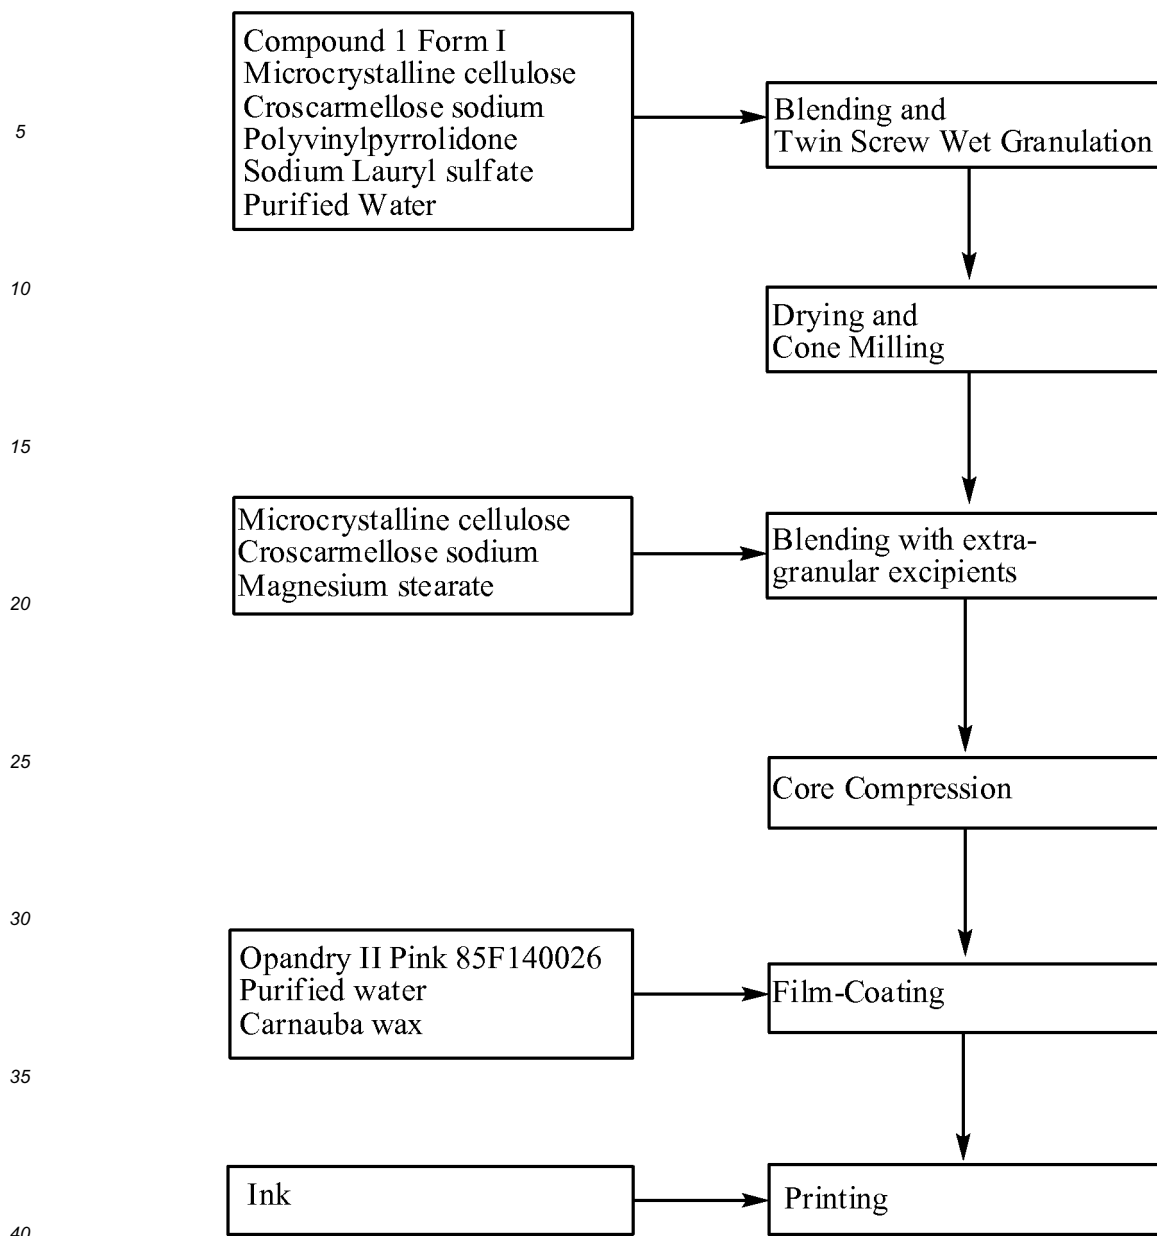 Compound 1 Form I
Microcrystalline cellulose
Croscarmellose sodium
Polyvinylpyrrolidone
Sodium Lauryl sulfate
Purified Water
5
Blending and
Twin Screw Wet Granulation
10
Drying and
Cone Milling
15
Microcrystalline cellulose
Croscarmellose sodium
Magnesium stearate
Blending with extra-
granular excipients
20
25
Core Compression
30
Opandry II Pink 85F140026
Purified water
Carnauba wax
Film-Coating
35
Ink
Printing
40